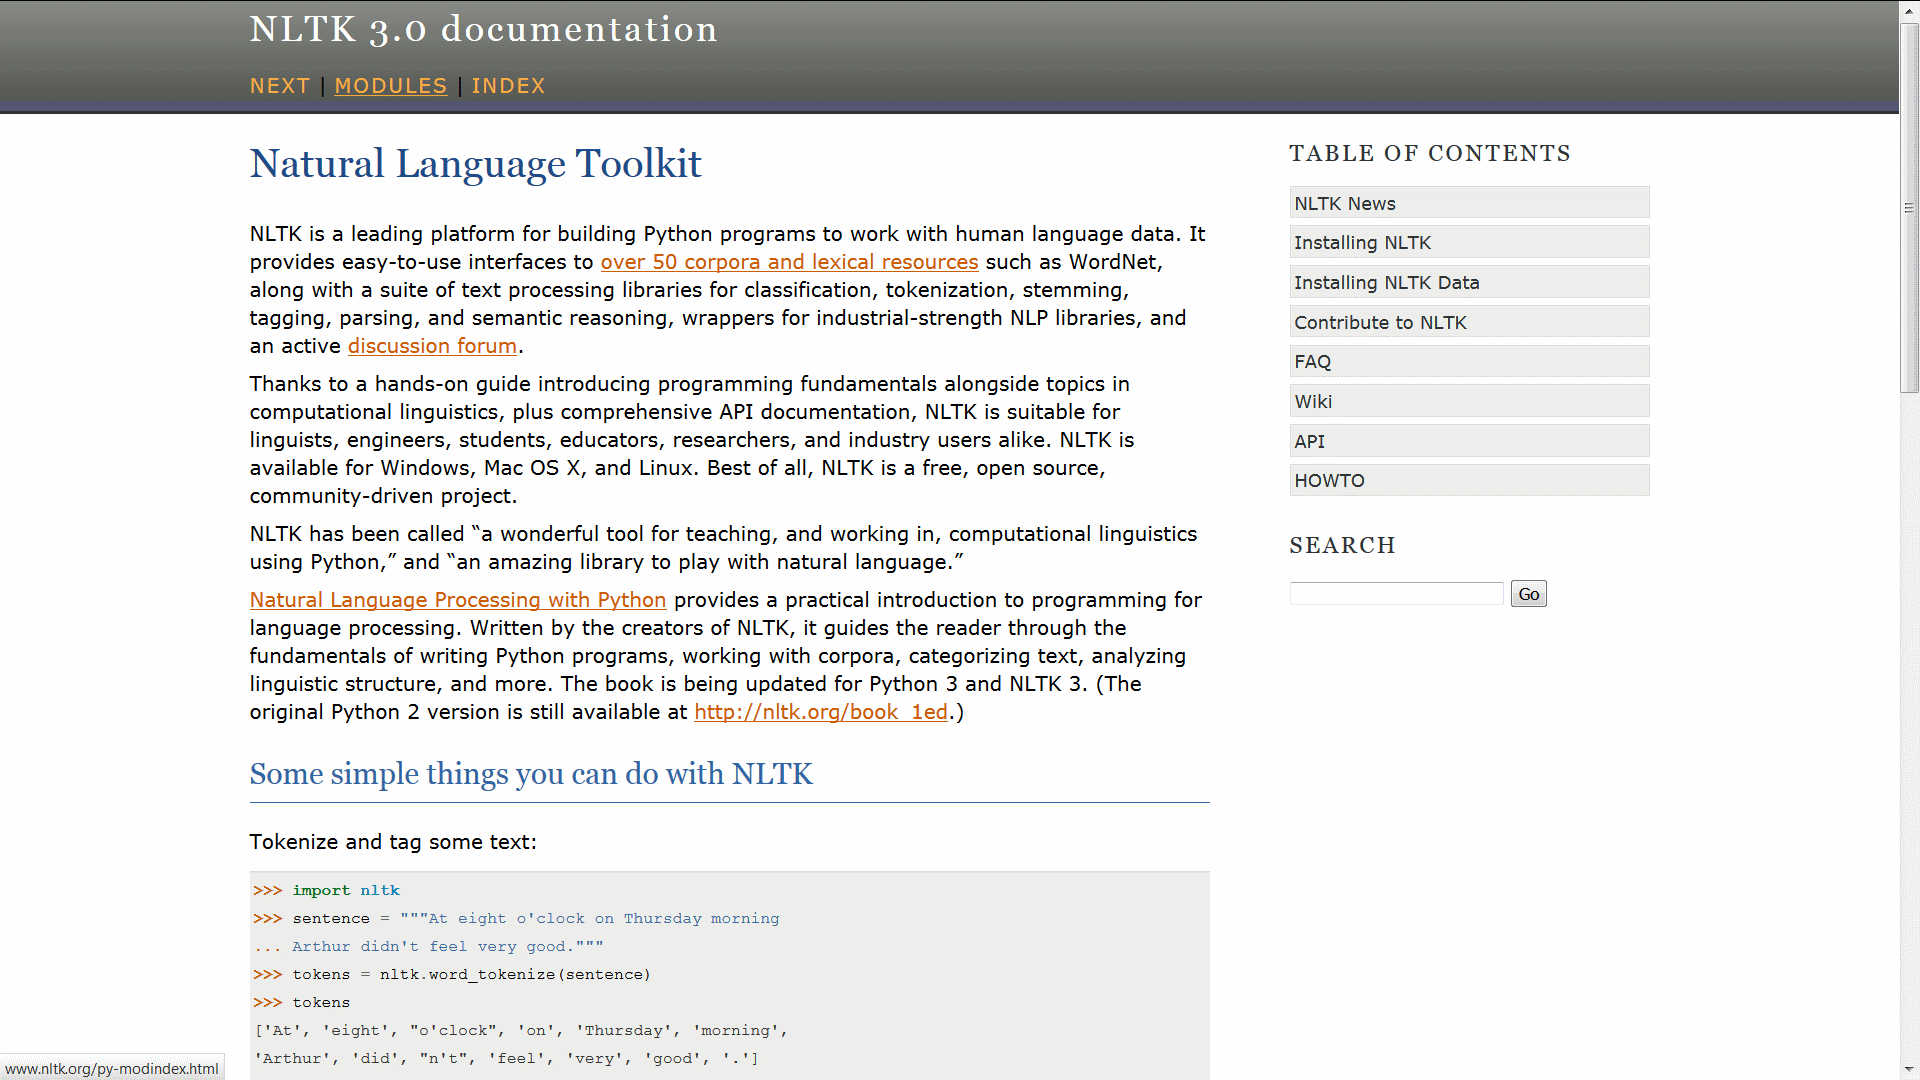 NLTK 3.0 documentation
NEXT | MODULES | INDEX
Natural Language Toolkit
NLTK is a leading platform for building Python programs to work with human language data. It
provides easy-to-use interfaces to over 50 corpora and lexical resources such as WordNet,
along with a suite of text processing libraries for classification, tokenization, stemming,
tagging, parsing, and semantic reasoning, wrappers for industrial-strength NLP libraries, and
an active discussion forum.
Thanks to a hands-on guide introducing programming fundamentals alongside topics in
computational linguistics, plus comprehensive API documentation, NLTK is suitable for
linguists, engineers, students, educators, researchers, and industry users alike. NLTK is
available for Windows, Mac OS X, and Linux. Best of all, NLTK is a free, open source,
community-driven project.
NLTK has been called “a wonderful tool for teaching, and working in, computational linguistics
using Python,” and “an amazing library to play with natural language.”
Natural Language Processing with Python provides a practical introduction to programming for
language processing. Written by the creators of NLTK, it guides the reader through the
fundamentals of writing Python programs, working with corpora, categorizing text, analyzing
linguistic structure, and more. The book is being updated for Python 3 and NLTK 3. (The
original Python 2 version is still available at http://nltk.org/book_1ed.)
Some simple things you can do with NLTK
Tokenize and tag some text:
>>> import nltk
>>> sentence = """At eight o'clock on Thursday morning
... Arthur didn't feel very good."""
>>> tokens = nltk.word_tokenize(sentence)
>>> tokens
['At', 'eight', "o'clock", 'on', 'Thursday', 'morning',
'Arthur', 'did', "n't", 'feel', 'very', 'good', '.']
TABLE OF CONTENTS
NLTK News
Installing NLTK
Installing NLTK Data
Contribute to NLTK
FAQ
Wiki
API
HOWTO
SEARCH
Go
www.nltk.org/py-modindex.html